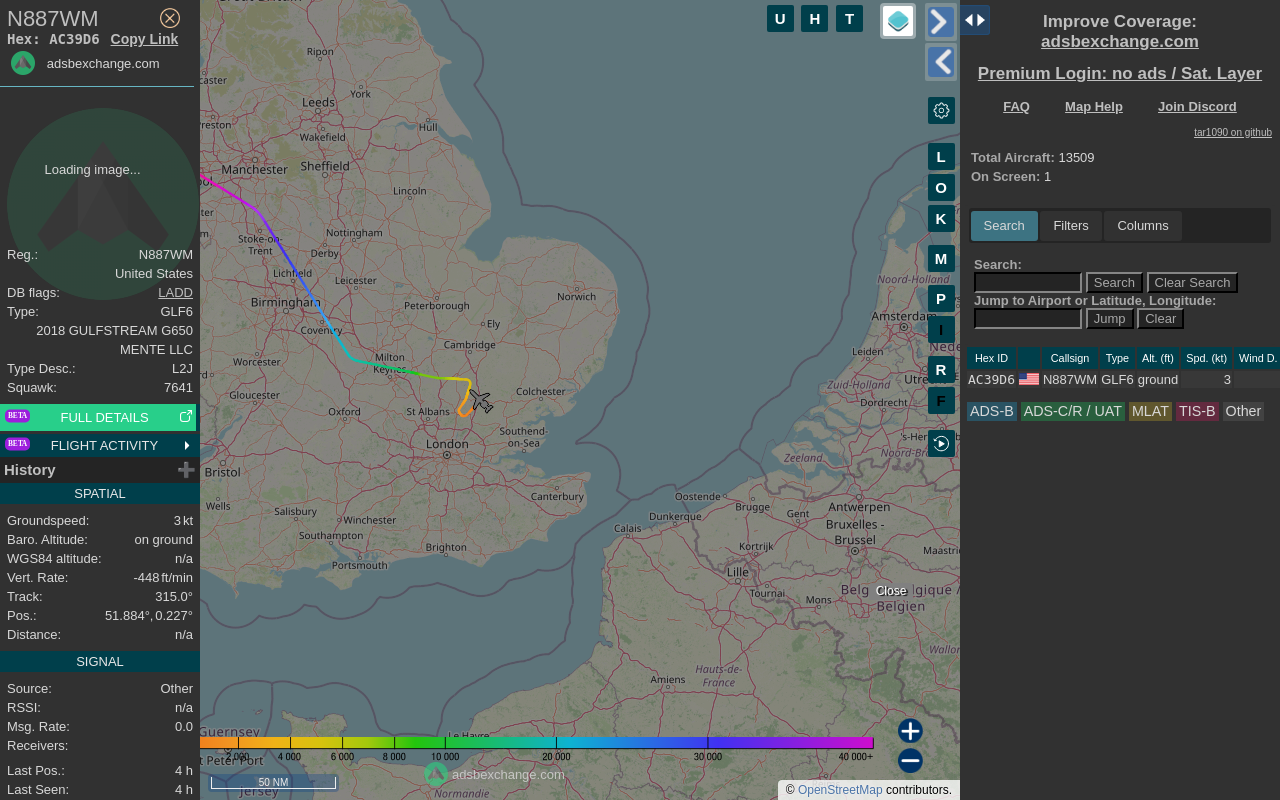 N887WM
Hex: AC39D6 Copy Link
adsbexchange.com
Loading image...
Reg.: N887WM
United States
DB flags: LADD
Type: GLF6
2018 GULFSTREAM G650
MENTE LLC
Type Desc.: L2J
Squawk: 7641
BETA FULL DETAILS
BETA FLIGHT ACTIVITY
History
SPATIAL
Groundspeed: 3 kt
Baro. Altitude: on ground
WGS84 altitude: n/a
Vert. Rate: -448 ft/min
Track: 315.0°
Pos.: 51.884°, 0.227°
Distance: n/a
SIGNAL
Source: Other
RSSI: n/a
Msg. Rate: 0.0
Receivers:
Last Pos.: 4 h
Last Seen: 4 h
U H T
L
O
K
M
P
I
R
F
Ripon
York
Leeds
Hull
Preston
Wakefield
Manchester
Sheffield
Lincoln
Stoke-on-
Trent
Nottingham
Derby
Lichfield
Leicester
Norwich
Birmingham
Peterborough
Coventry
Ely
Cambridge
Worcester
Milton
Keynes
Gloucester
Colchester
Oxford
St Albans
London
Southend-
on-Sea
Bristol
Wells
Salisbury
Winchester
Southampton
Canterbury
Brighton
Portsmouth
Noord-Holland
Amsterdam
Leiden
Zuid-Holland
Dordrecht
Zeeland
Oostende
Brugge
Antwerpen
Gent
Dunkerque
Calais
Bruxelles -
Brussel
Kortrijk
Lille
Tournai
Mons
Belgien
Close
Hauts-de-
France
Amiens
Le Havre
Guernsey
Jersey
Normandie
2 000 4 000 6 000 8 000 10 000 20 000 30 000 40 000+
50 NM
adsbexchange.com
© OpenStreetMap contributors.
Improve Coverage:
adsbexchange.com
Premium Login: no ads / Sat. Layer
FAQ Map Help Join Discord
tar1090 on github
Total Aircraft: 13509
On Screen: 1
Search Filters Columns
Search:
Search Clear Search
Jump to Airport or Latitude, Longitude:
Jump Clear
Hex ID Callsign Type Alt. (ft) Spd. (kt) Wind D.
AC39D6 N887WM GLF6 ground 3
ADS-B ADS-C/R / UAT MLAT TIS-B Other